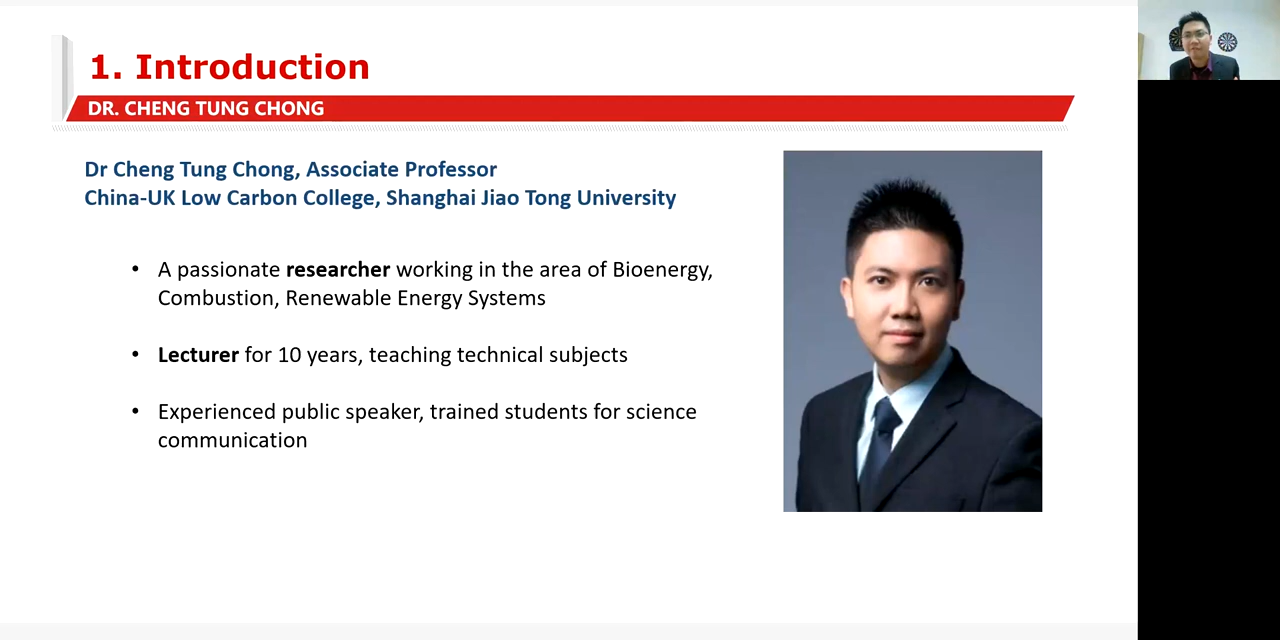 1. Introduction
DR. CHENG TUNG CHONG
Dr Cheng Tung Chong, Associate Professor
China-UK Low Carbon College, Shanghai Jiao Tong University
• A passionate researcher working in the area of Bioenergy,
Combustion, Renewable Energy Systems
• Lecturer for 10 years, teaching technical subjects
• Experienced public speaker, trained students for science
communication